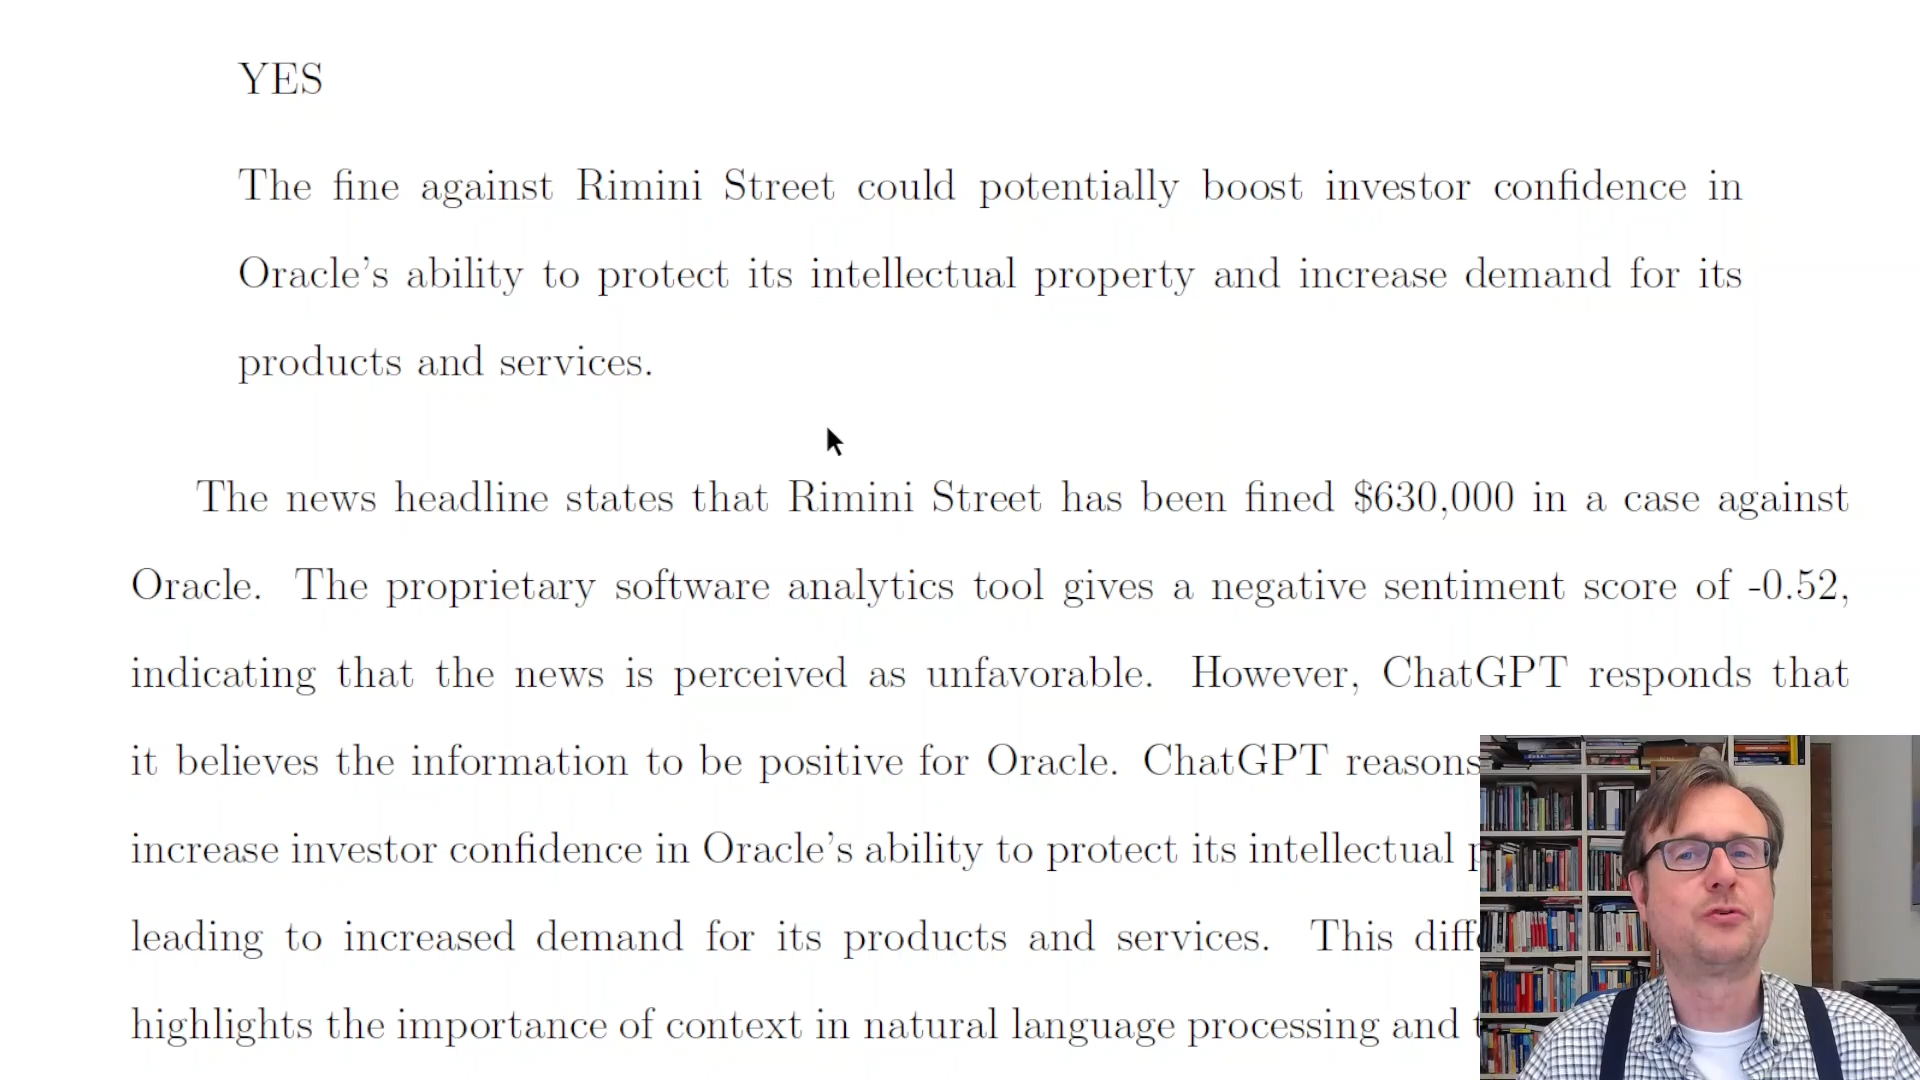 YES
The fine against Rimini Street could potentially boost investor confidence in
Oracle's ability to protect its intellectual property and increase demand for its
products and services.
The news headline states that Rimini Street has been fined $630,000 in a case against
Oracle. The proprietary software analytics tool gives a negative sentiment score of -0.52,
indicating that the news is perceived as unfavorable. However, ChatGPT responds that
it believes the information to be positive for Oracle. ChatGPT reasons
increase investor confidence in Oracle's ability to protect its intellectual
leading to increased demand for its products and services. This
highlights the importance of context in natural language processing and